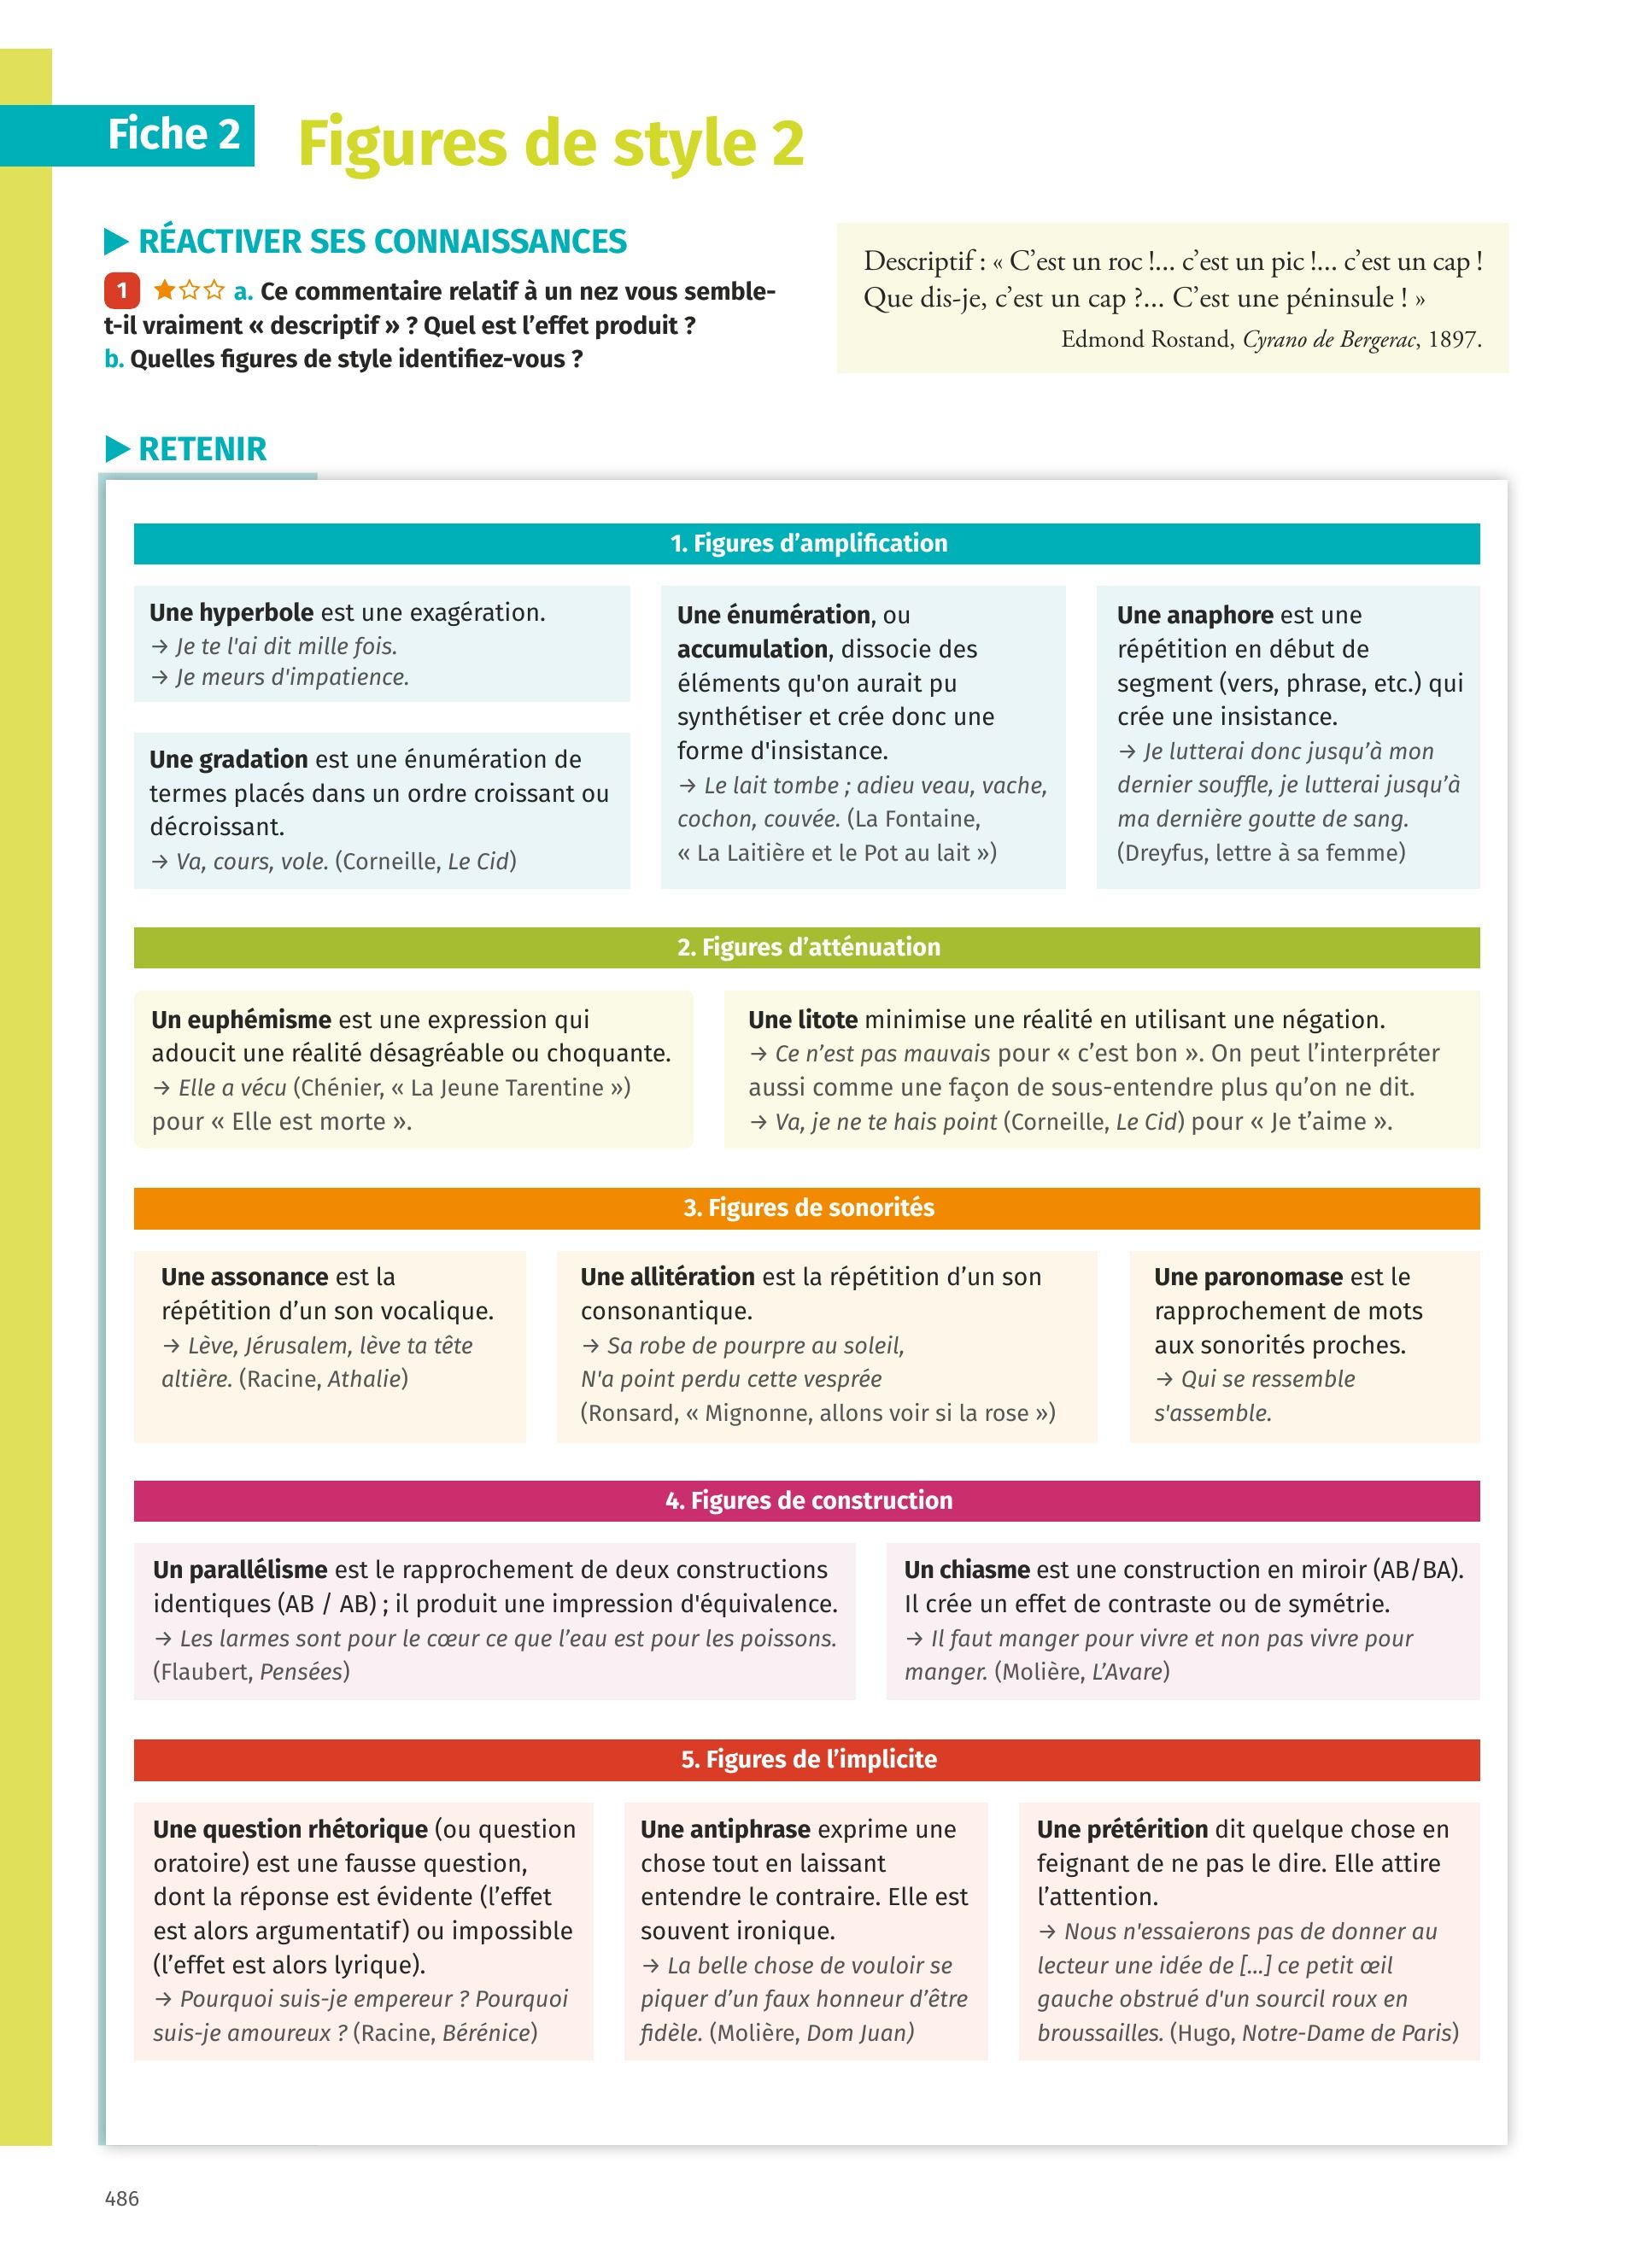 Fiche 2
Figures de style 2
▶ RÉACTIVER SES CONNAISSANCES
1 ★☆☆ a. Ce commentaire relatif à un nez vous semble-
t-il vraiment « descriptif » ? Quel est l’effet produit ?
b. Quelles figures de style identifiez-vous ?
Descriptif : « C’est un roc !... c’est un pic !... c’est un cap !
Que dis-je, c’est un cap ?... C’est une péninsule ! »
Edmond Rostand, Cyrano de Bergerac, 1897.
▶ RETENIR
1. Figures d’amplification
Une hyperbole est une exagération.
→ Je te l'ai dit mille fois.
→ Je meurs d'impatience.
Une gradation est une énumération de
termes placés dans un ordre croissant ou
décroissant.
→ Va, cours, vole. (Corneille, Le Cid)
Une énumération, ou
accumulation, dissocie des
éléments qu'on aurait pu
synthétiser et crée donc une
forme d'insistance.
→ Le lait tombe ; adieu veau, vache,
cochon, couvée. (La Fontaine,
« La Laitière et le Pot au lait »)
Une anaphore est une
répétition en début de
segment (vers, phrase, etc.) qui
crée une insistance.
→ Je lutterai donc jusqu’à mon
dernier souffle, je lutterai jusqu’à
ma dernière goutte de sang.
(Dreyfus, lettre à sa femme)
2. Figures d’atténuation
Un euphémisme est une expression qui
adoucit une réalité désagréable ou choquante.
→ Elle a vécu (Chénier, « La Jeune Tarentine »)
pour « Elle est morte ».
Une litote minimise une réalité en utilisant une négation.
→ Ce n’est pas mauvais pour « c’est bon ». On peut l’interpréter
aussi comme une façon de sous-entendre plus qu’on ne dit.
→ Va, je ne te hais point (Corneille, Le Cid) pour « Je t’aime ».
3. Figures de sonorités
Une assonance est la
répétition d’un son vocalique.
→ Lève, Jérusalem, lève ta tête
altière. (Racine, Athalie)
Une allitération est la répétition d’un son
consonantique.
→ Sa robe de pourpre au soleil,
N'a point perdu cette vesprée
(Ronsard, « Mignonne, allons voir si la rose »)
Une paronomase est le
rapprochement de mots
aux sonorités proches.
→ Qui se ressemble
s'assemble.
4. Figures de construction
Un parallélisme est le rapprochement de deux constructions
identiques (AB / AB) ; il produit une impression d'équivalence.
→ Les larmes sont pour le cœur ce que l’eau est pour les poissons.
(Flaubert, Pensées)
Un chiasme est une construction en miroir (AB/BA).
Il crée un effet de contraste ou de symétrie.
→ Il faut manger pour vivre et non pas vivre pour
manger. (Molière, L’Avare)
5. Figures de l’implicite
Une question rhétorique (ou question
oratoire) est une fausse question,
dont la réponse est évidente (l’effet
est alors argumentatif) ou impossible
(l’effet est alors lyrique).
→ Pourquoi suis-je empereur ? Pourquoi
suis-je amoureux ? (Racine, Bérénice)
Une antiphrase exprime une
chose tout en laissant
entendre le contraire. Elle est
souvent ironique.
→ La belle chose de vouloir se
piquer d’un faux honneur d’être
fidèle. (Molière, Dom Juan)
Une prétérition dit quelque chose en
feignant de ne pas le dire. Elle attire
l’attention.
→ Nous n'essaierons pas de donner au
lecteur une idée de [...] ce petit œil
gauche obstrué d'un sourcil roux en
broussailles. (Hugo, Notre-Dame de Paris)
486